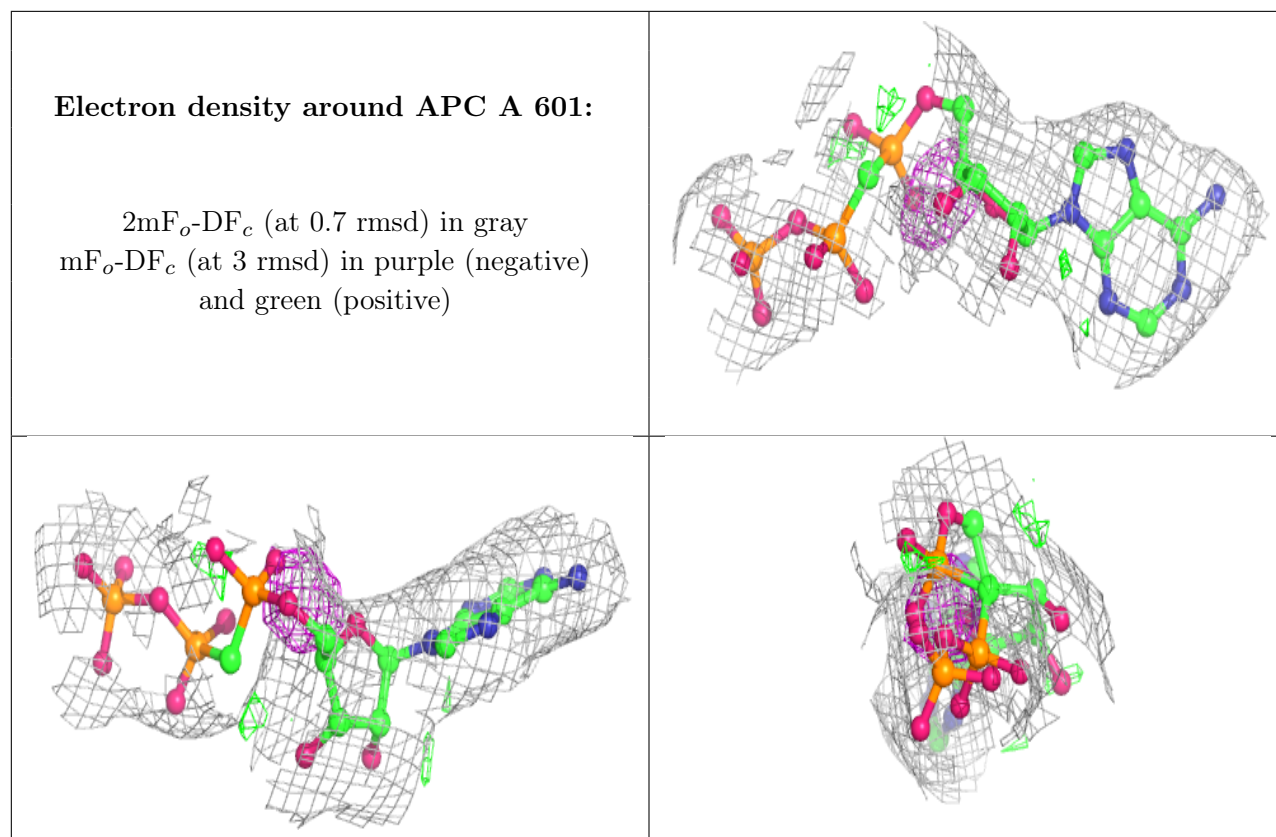 Electron density around APC A 601:
2mFₒ-DF𝒸 (at 0.7 rmsd) in gray
mFₒ-DF𝒸 (at 3 rmsd) in purple (negative)
and green (positive)